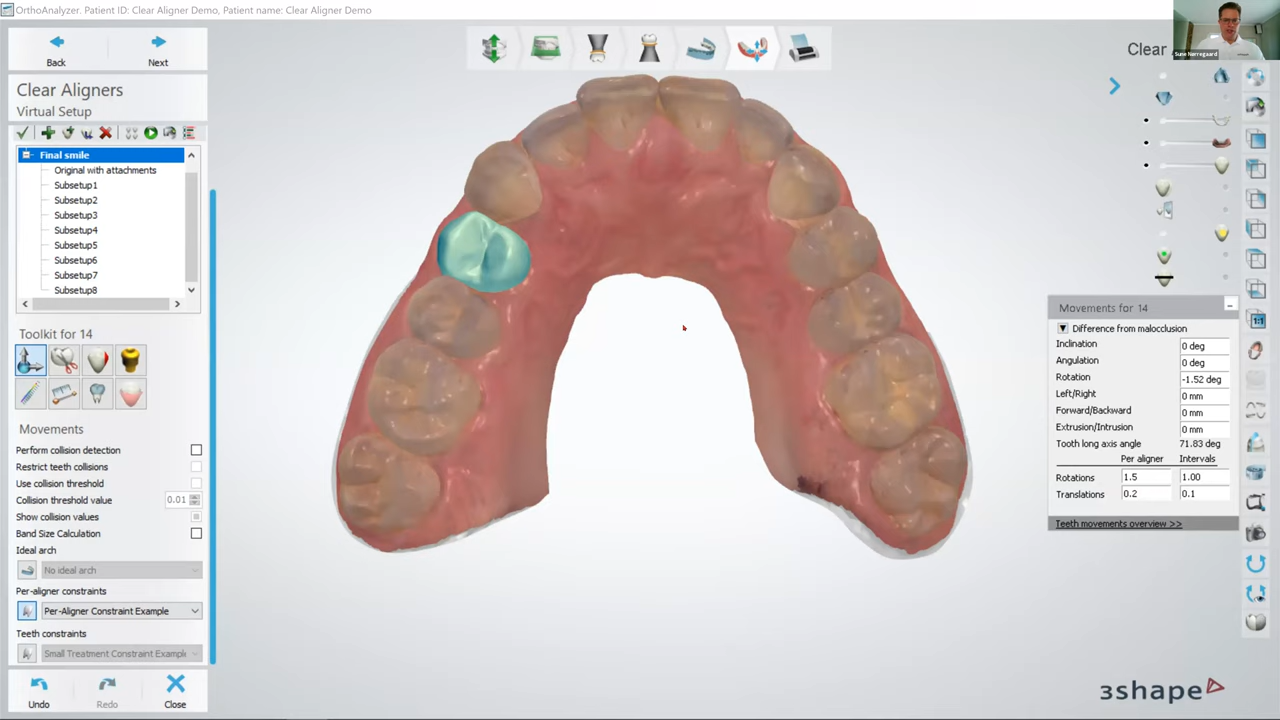 OrthoAnalyzer. Patient ID: Clear Aligner Demo, Patient name: Clear Aligner Demo
Back
Next
Clear Aligners
Virtual Setup
Final smile
Original with attachments
Subsetup1
Subsetup2
Subsetup3
Subsetup4
Subsetup5
Subsetup6
Subsetup7
Subsetup8
Toolkit for 14
Movements
Perform collision detection
Restrict teeth collisions
Use collision threshold
Collision threshold value 0.01
Show collision values
Band Size Calculation
Ideal arch
No ideal arch
Per-aligner constraints
Per-Aligner Constraint Example
Teeth constraints
Small Treatment Constraint Example
Undo
Redo
Close
Clear
Sune Nørregaard
1:1
Movements for 14
Difference from malocclusion
Inclination 0 deg
Angulation 0 deg
Rotation -1.52 deg
Left/Right 0 mm
Forward/Backward 0 mm
Extrusion/Intrusion 0 mm
Tooth long axis angle 71.83 deg
Per aligner Intervals
Rotations 1.5 1.00
Translations 0.2 0.1
Teeth movements overview >>
3shape